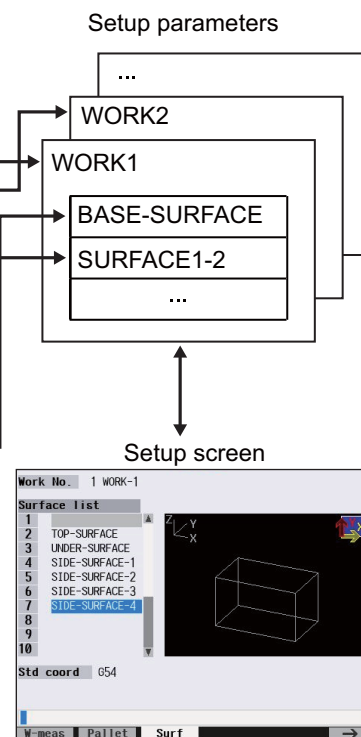 Setup parameters
...
WORK2
WORK1
BASE-SURFACE
SURFACE1-2
...
Setup screen
Work No. 1 WORK-1
Surface list
1
2 TOP-SURFACE
3 UNDER-SURFACE
4 SIDE-SURFACE-1
5 SIDE-SURFACE-2
6 SIDE-SURFACE-3
7 SIDE-SURFACE-4
8
9
10
Z Y
X
Std coord G54
W-meas Pallet Surf